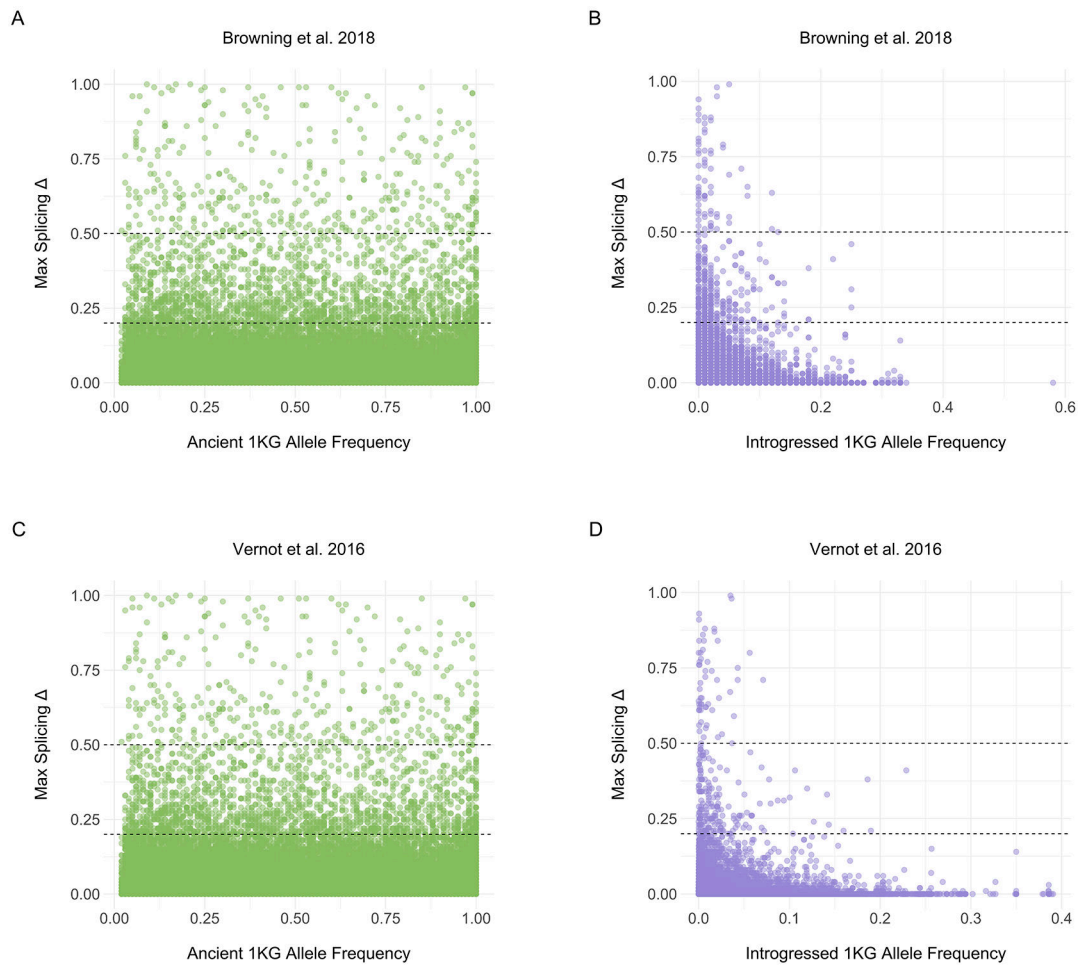 A
Browning et al. 2018
Max Splicing Δ
1.00
0.75
0.50
0.25
0.00
0.00 0.25 0.50 0.75 1.00
Ancient 1KG Allele Frequency
B
Browning et al. 2018
Max Splicing Δ
1.00
0.75
0.50
0.25
0.00
0.0 0.2 0.4 0.6
Introgressed 1KG Allele Frequency
C
Vernot et al. 2016
Max Splicing Δ
1.00
0.75
0.50
0.25
0.00
0.00 0.25 0.50 0.75 1.00
Ancient 1KG Allele Frequency
D
Vernot et al. 2016
Max Splicing Δ
1.00
0.75
0.50
0.25
0.00
0.0 0.1 0.2 0.3 0.4
Introgressed 1KG Allele Frequency